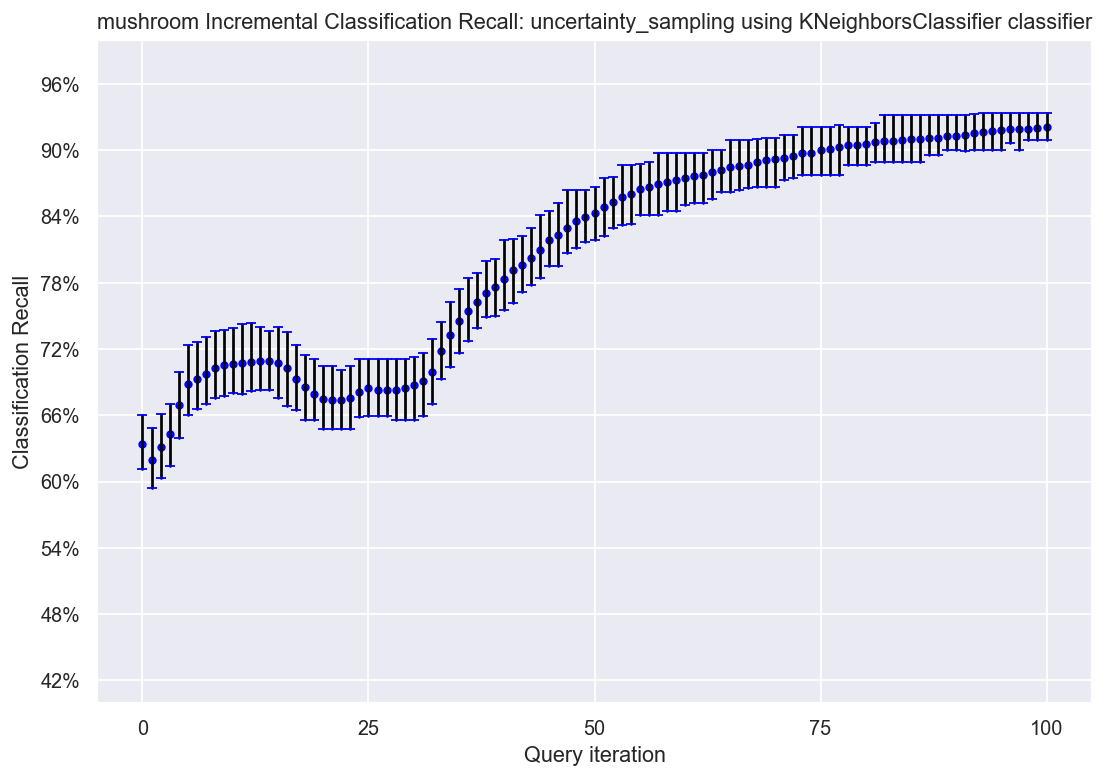 mushroom Incremental Classification Recall: uncertainty_sampling using KNeighborsClassifier classifier
96%
90%
84%
78%
72%
66%
60%
54%
48%
42%
Classification Recall
0 25 50 75 100
Query iteration